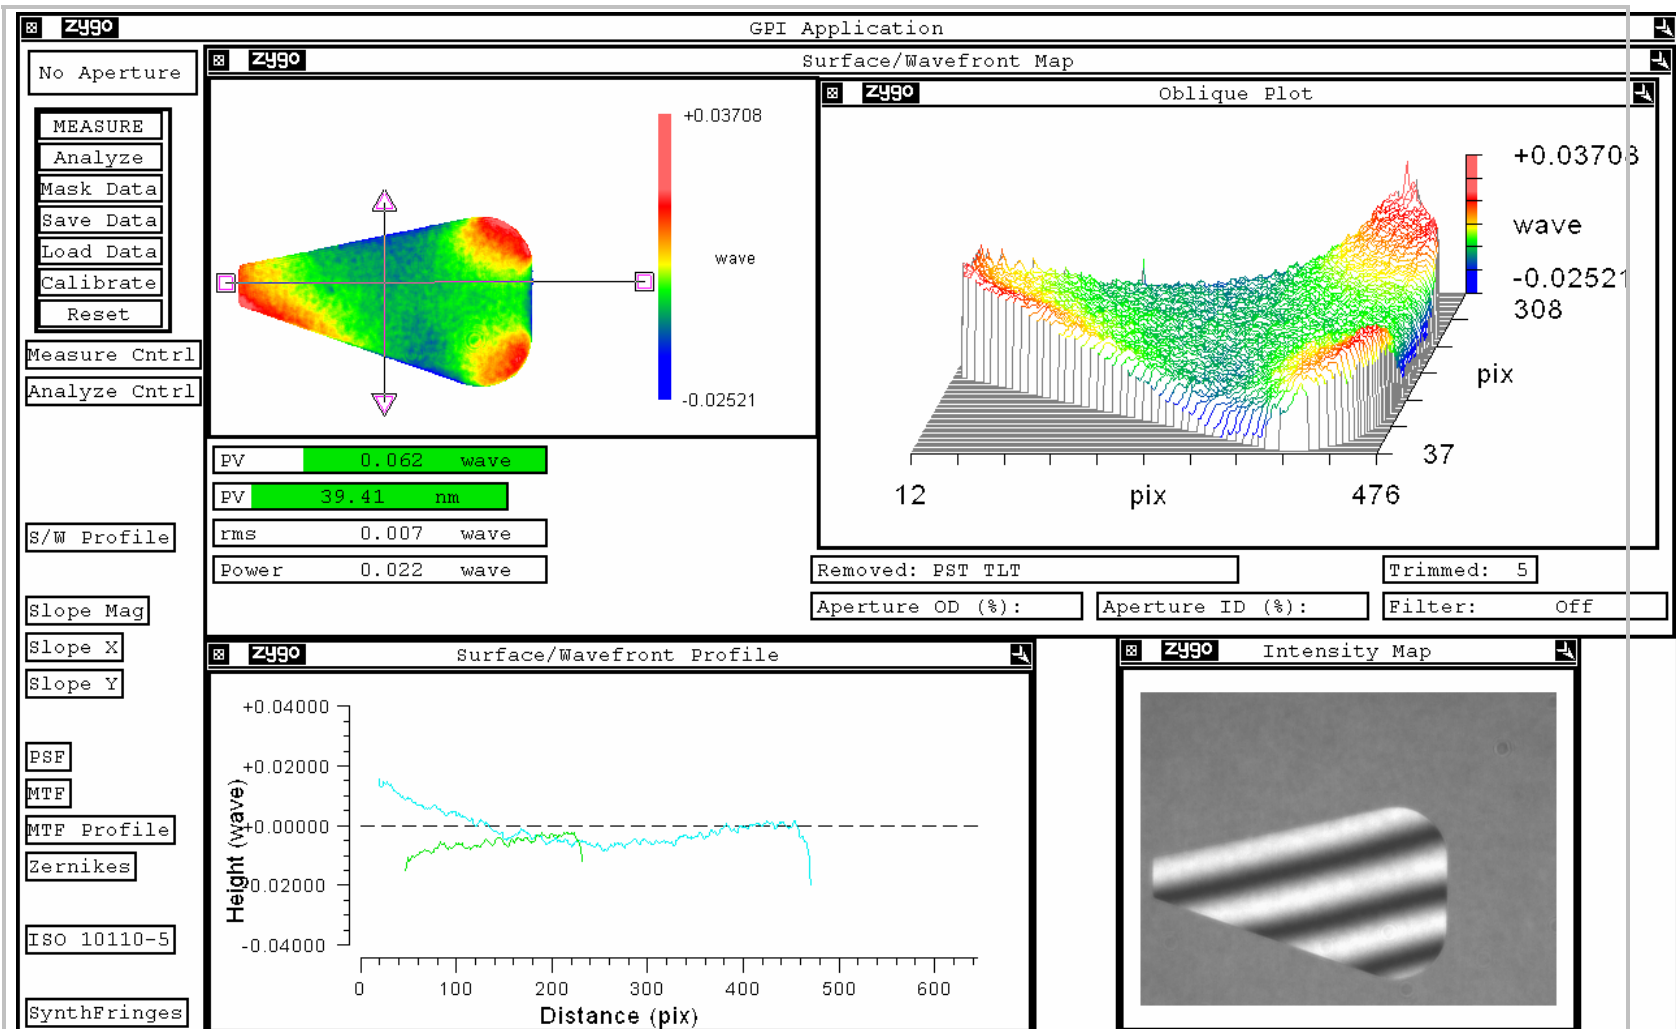 zygo GPI Application
No Aperture
zygo Surface/Wavefront Map
MEASURE
Analyze
Mask Data
Save Data
Load Data
Calibrate
Reset
Measure Cntrl
Analyze Cntrl
S/W Profile
Slope Mag
Slope X
Slope Y
PSF
MTF
MTF Profile
Zernikes
ISO 10110-5
SynthFringes
+0.03708
wave
-0.02521
zygo Oblique Plot
+0.03708
wave
-0.02521
308
pix
37
12 pix 476
PV 0.062 wave
PV 39.41 nm
rms 0.007 wave
Power 0.022 wave
Removed: PST TLT
Trimmed: 5
Aperture OD (%):
Aperture ID (%):
Filter: Off
zygo Surface/Wavefront Profile
+0.04000
+0.02000
+0.00000
-0.02000
-0.04000
Height (wave)
0 100 200 300 400 500 600
Distance (pix)
zygo Intensity Map